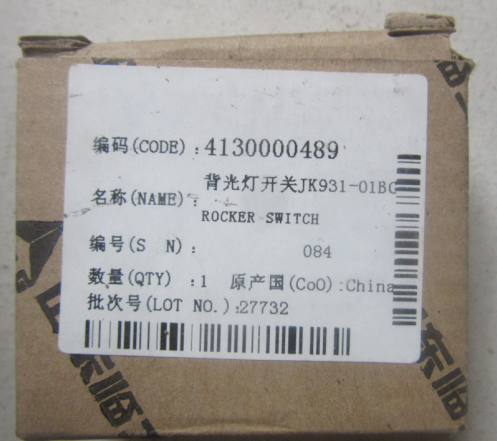 编码(CODE) :4130000489
背光灯开关JK931-01BG
名称(NAME) :
ROCKER SWITCH
编号(S N) : 084
数量(QTY) :1 原产国(CoO):China
批次号(LOT NO.):27732
东临